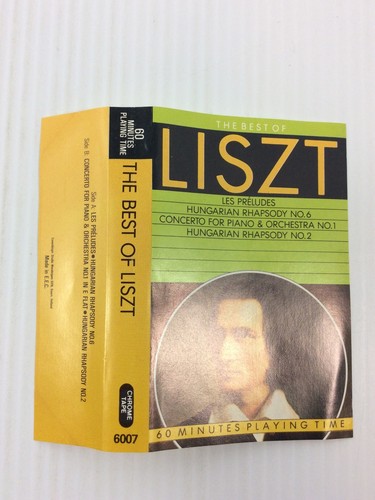 THE BEST OF
LISZT
LES PRÉLUDES
HUNGARIAN RHAPSODY NO.6
CONCERTO FOR PIANO & ORCHESTRA NO.1
HUNGARIAN RHAPSODY NO.2
60 MINUTES PLAYING TIME
60
MINUTES
PLAYING TIME
THE BEST OF LISZT
CHROME
TAPE
6007
Side A: LES PRÉLUDES • HUNGARIAN RHAPSODY NO.6
Side B: CONCERTO FOR PIANO & ORCHESTRA NO.1 IN E FLAT • HUNGARIAN RHAPSODY NO.2
Made in E.E.C.